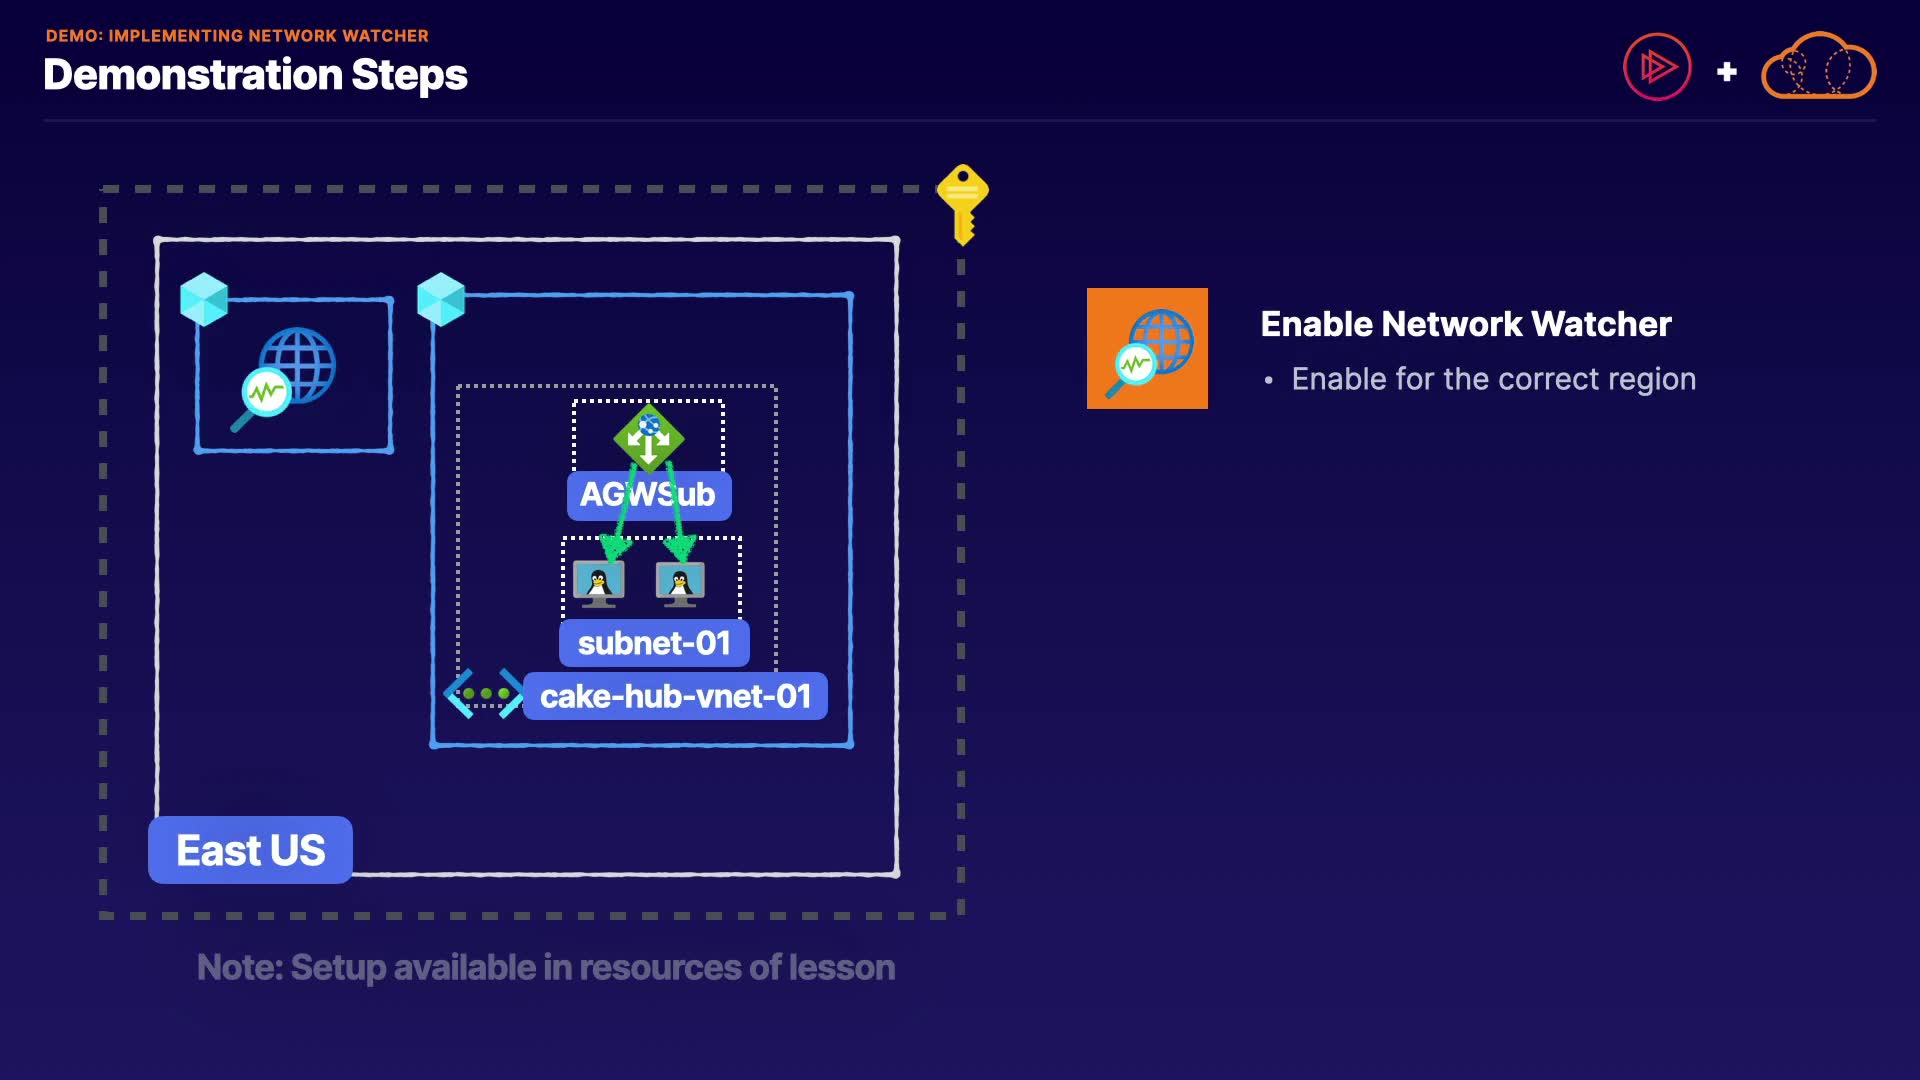 DEMO: IMPLEMENTING NETWORK WATCHER
Demonstration Steps
AGWSub
subnet-01
cake-hub-vnet-01
East US
Note: Setup available in resources of lesson
Enable Network Watcher
• Enable for the correct region